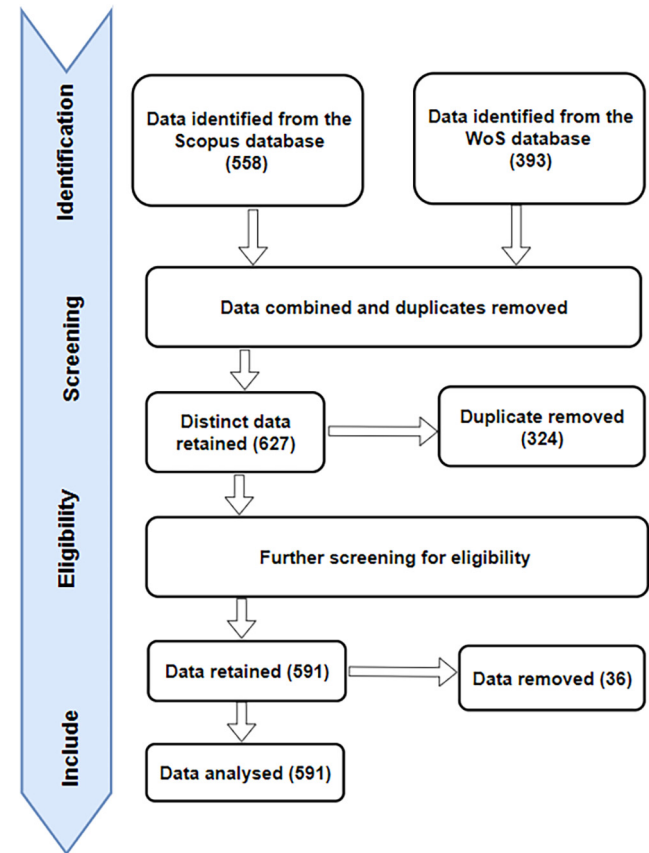 Identification
Data identified from the
Scopus database
(558)
Data identified from the
WoS database
(393)
Screening
Data combined and duplicates removed
Distinct data
retained (627)
Duplicate removed
(324)
Eligibility
Further screening for eligibility
Data retained (591)
Data removed (36)
Include
Data analysed (591)